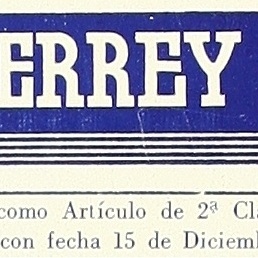 ERREY
como Artículo de 2ª Cla
con fecha 15 de Diciemb